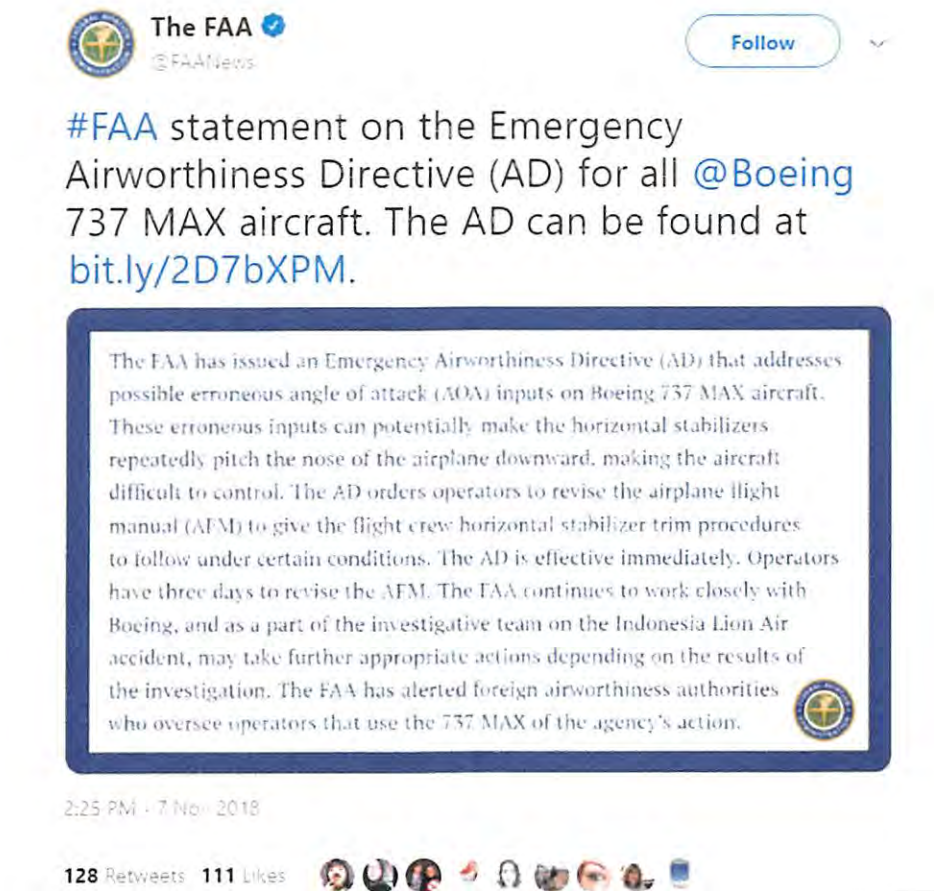 The FAA
@FAANews
Follow
#FAA statement on the Emergency
Airworthiness Directive (AD) for all @Boeing
737 MAX aircraft. The AD can be found at
bit.ly/2D7bXPM.
The FAA has issued an Emergency Airworthiness Directive (AD) that addresses
possible erroneous angle of attack (AOA) inputs on Boeing 737 MAX aircraft.
These erroneous inputs can potentially make the horizontal stabilizers
repeatedly pitch the nose of the airplane downward, making the aircraft
difficult to control. The AD orders operators to revise the airplane flight
manual (AFM) to give the flight crew horizontal stabilizer trim procedures
to follow under certain conditions. The AD is effective immediately. Operators
have three days to revise the AFM. The FAA continues to work closely with
Boeing, and as a part of the investigative team on the Indonesia Lion Air
accident, may take further appropriate actions depending on the results of
the investigation. The FAA has alerted foreign airworthiness authorities
who oversee operators that use the 737 MAX of the agency's action.
2:25 PM - 7 Nov 2018
128 Retweets 111 Likes